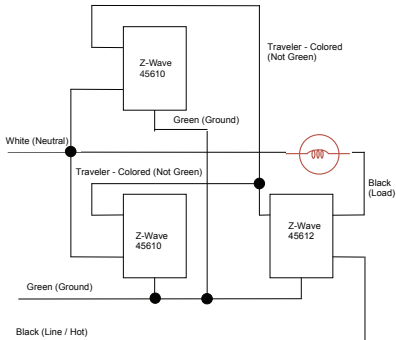 Traveler - Colored
(Not Green)
Z-Wave
45610
Green (Ground)
White (Neutral)
Traveler - Colored (Not Green)
Black
(Load)
Z-Wave
45610
Z-Wave
45612
Green (Ground)
Black (Line / Hot)